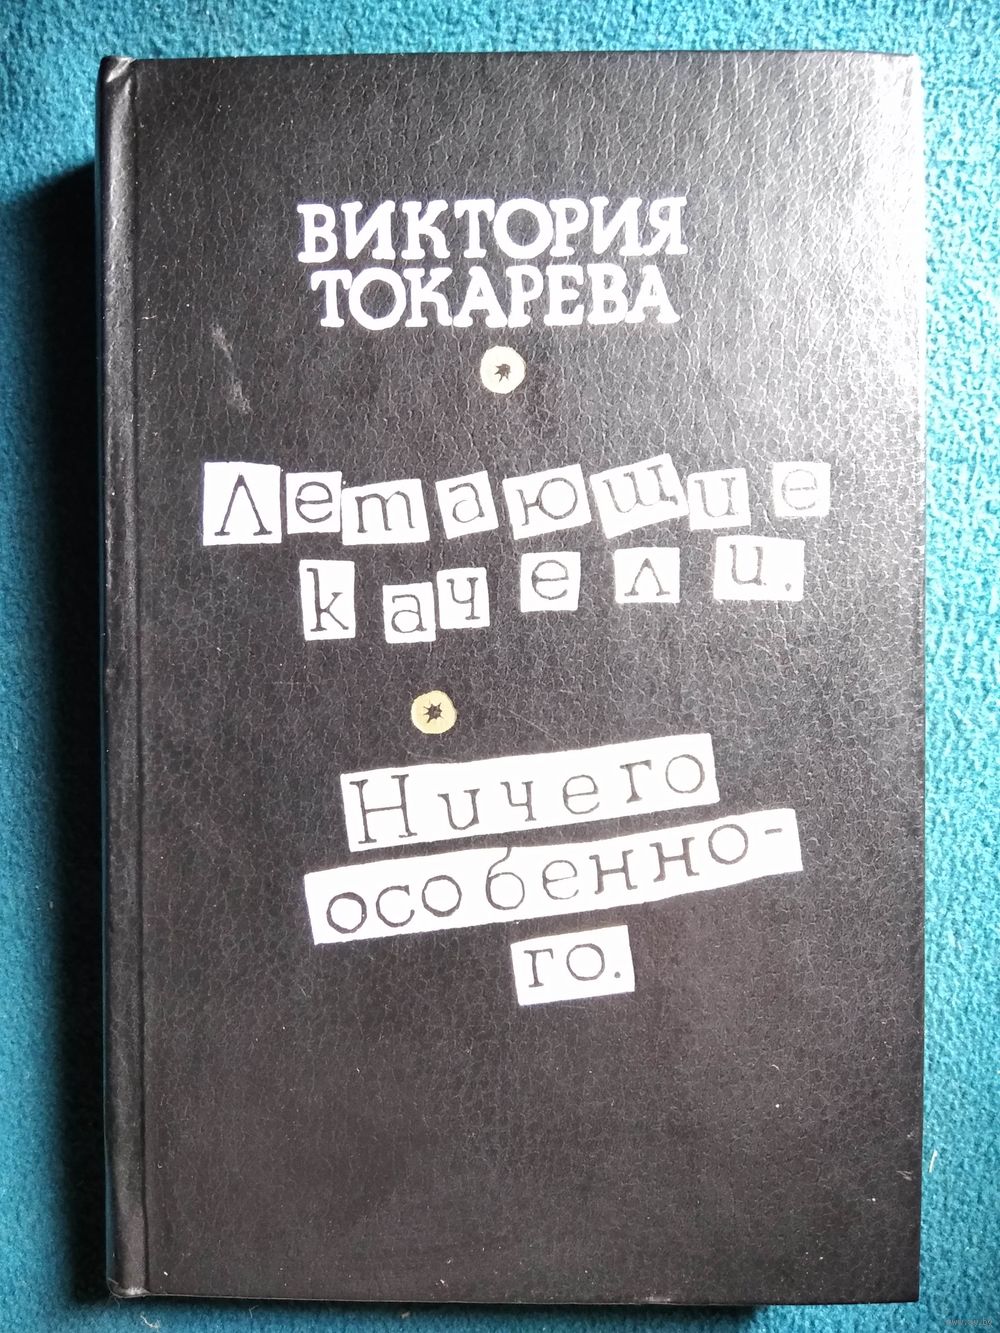 ВИКТОРИЯ
ТОКАРЕВА
Летающие
качели.
Ничего
особенно-
го.